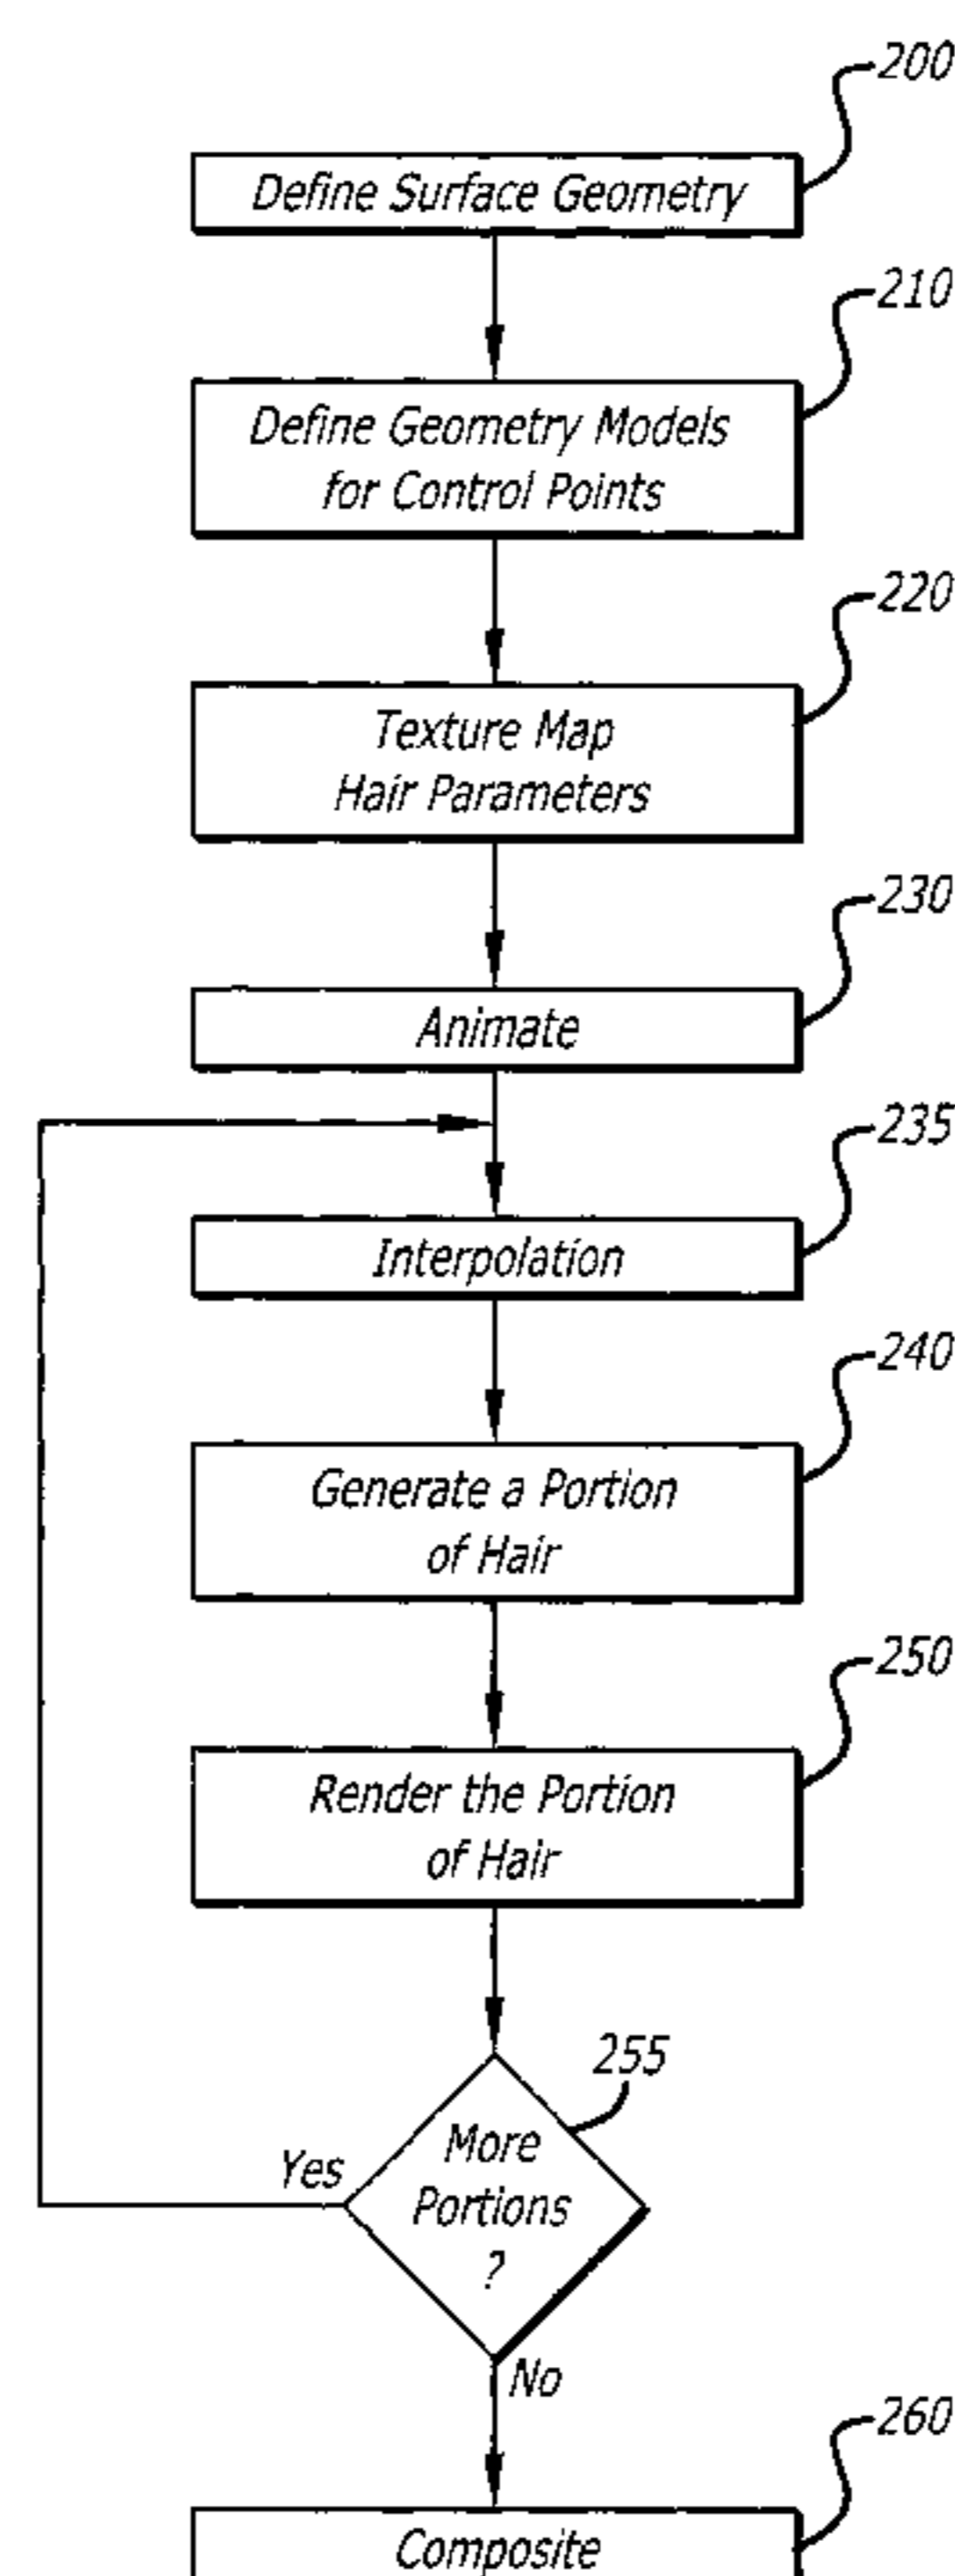 200
Define Surface Geometry
210
Define Geometry Models
for Control Points
220
Texture Map
Hair Parameters
230
Animate
235
Interpolation
240
Generate a Portion
of Hair
250
Render the Portion
of Hair
255
More
Portions
?
Yes
No
260
Composite